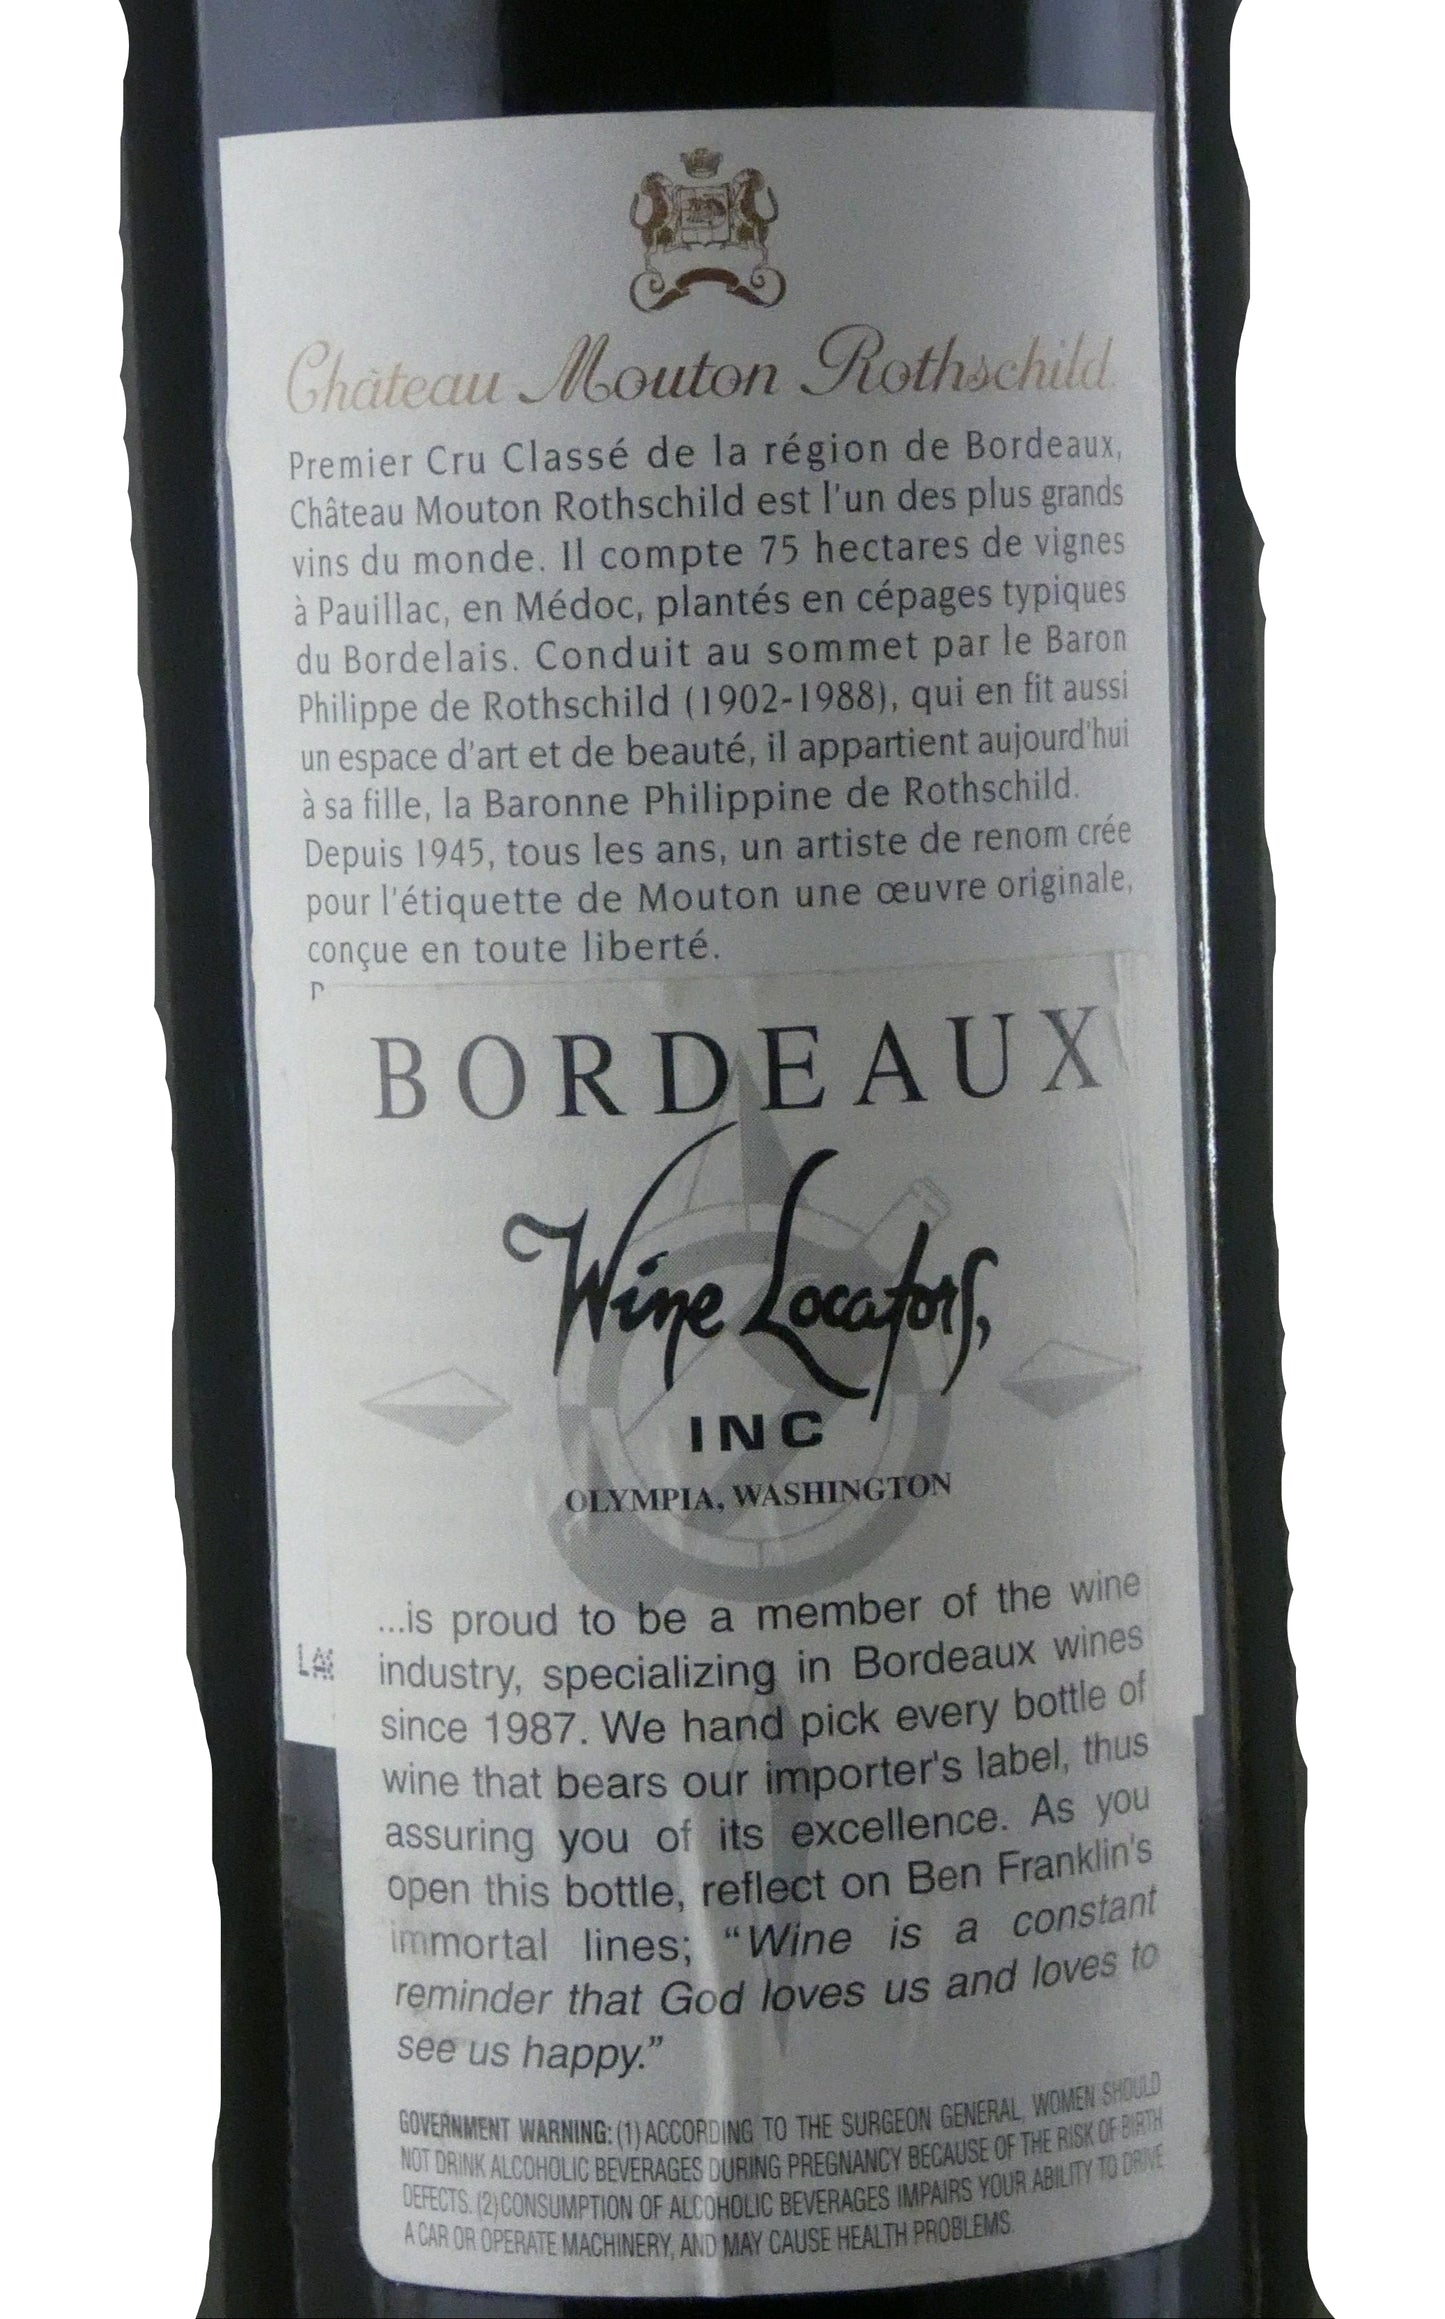 Château Mouton Rothschild
Premier Cru Classé de la région de Bordeaux,
Château Mouton Rothschild est l'un des plus grands
vins du monde. Il compte 75 hectares de vignes
à Pauillac, en Médoc, plantés en cépages typiques
du Bordelais. Conduit au sommet par le Baron
Philippe de Rothschild (1902-1988), qui en fit aussi
un espace d'art et de beauté, il appartient aujourd'hui
à sa fille, la Baronne Philippine de Rothschild.
Depuis 1945, tous les ans, un artiste de renom crée
pour l'étiquette de Mouton une œuvre originale,
conçue en toute liberté.
BORDEAUX
Wine Locators,
INC
OLYMPIA, WASHINGTON
...is proud to be a member of the wine
industry, specializing in Bordeaux wines
since 1987. We hand pick every bottle of
wine that bears our importer's label, thus
assuring you of its excellence. As you
open this bottle, reflect on Ben Franklin's
immortal lines; “Wine is a constant
reminder that God loves us and loves to
see us happy.”
GOVERNMENT WARNING: (1) ACCORDING TO THE SURGEON GENERAL, WOMEN SHOULD
NOT DRINK ALCOHOLIC BEVERAGES DURING PREGNANCY BECAUSE OF THE RISK OF BIRTH
DEFECTS. (2) CONSUMPTION OF ALCOHOLIC BEVERAGES IMPAIRS YOUR ABILITY TO DRIVE
A CAR OR OPERATE MACHINERY, AND MAY CAUSE HEALTH PROBLEMS.